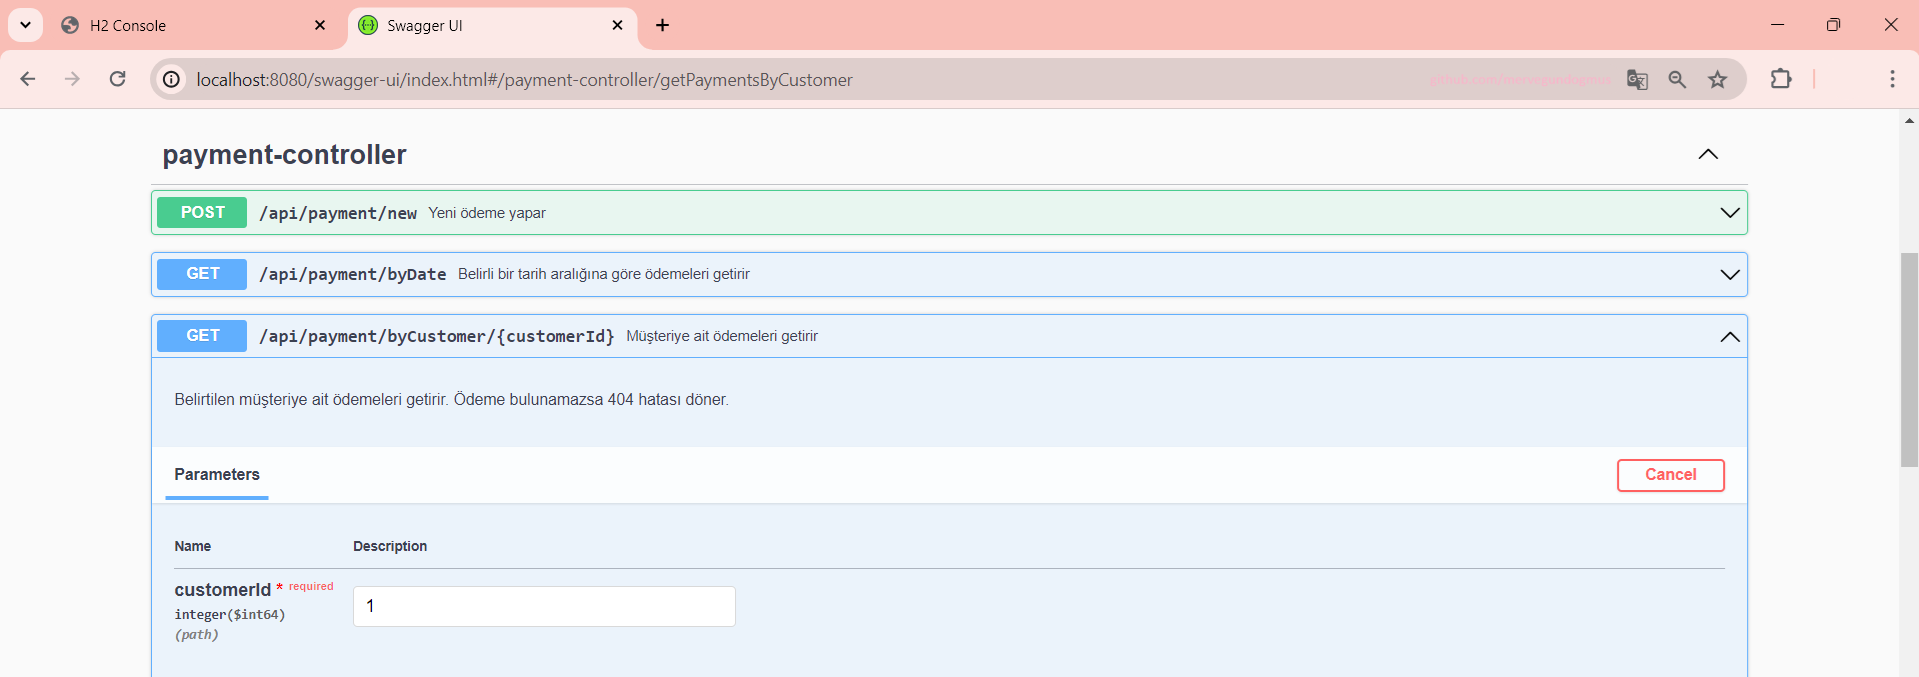 H2 Console
Swagger UI
localhost:8080/swagger-ui/index.html#/payment-controller/getPaymentsByCustomer
payment-controller
POST /api/payment/new Yeni ödeme yapar
GET /api/payment/byDate Belirli bir tarih aralığına göre ödemeleri getirir
GET /api/payment/byCustomer/{customerId} Müşteriye ait ödemeleri getirir
Belirtilen müşteriye ait ödemeleri getirir. Ödeme bulunamazsa 404 hatası döner.
Parameters
Cancel
Name Description
customerId * required
integer($int64)
(path)
1